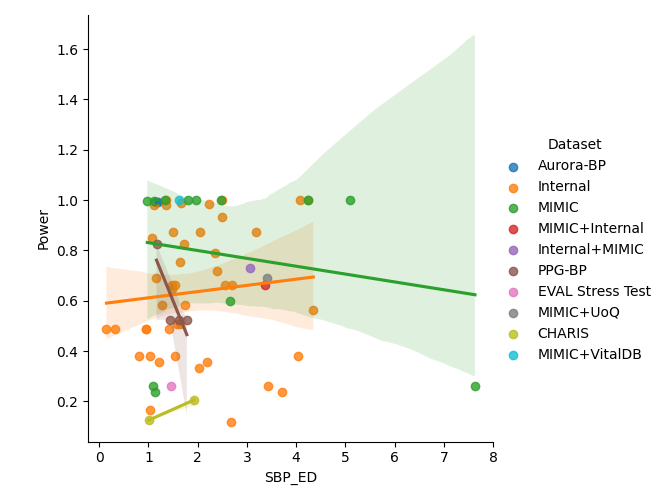 1.6
1.4
1.2
1.0
0.8
0.6
0.4
0.2
Power
0 1 2 3 4 5 6 7 8
SBP_ED
Dataset
Aurora-BP
Internal
MIMIC
MIMIC+Internal
Internal+MIMIC
PPG-BP
EVAL Stress Test
MIMIC+UoQ
CHARIS
MIMIC+VitalDB